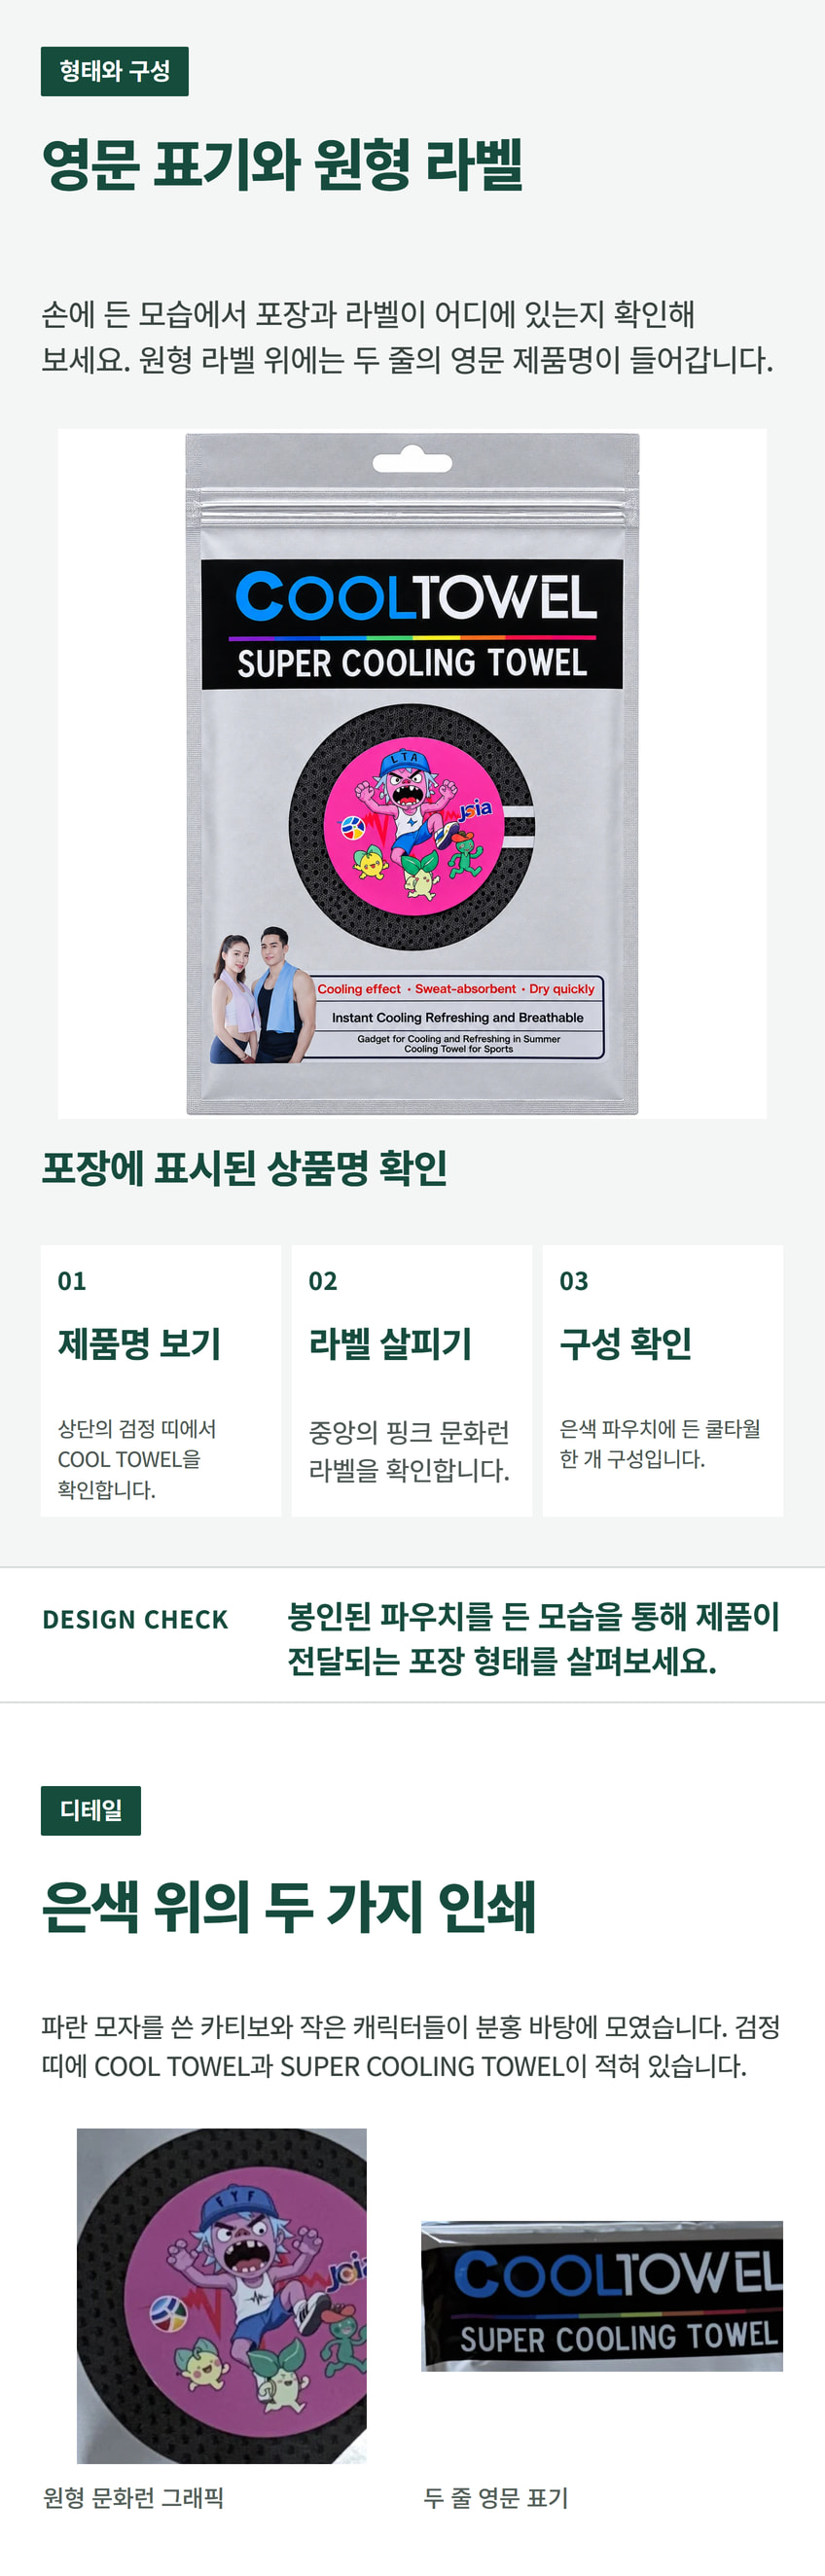 형태와 구성
영문 표기와 원형 라벨
손에 든 모습에서 포장과 라벨이 어디에 있는지 확인해
보세요. 원형 라벨 위에는 두 줄의 영문 제품명이 들어갑니다.
COOLTOWEL
SUPER COOLING TOWEL
LTA
Joia
Cooling effect · Sweat-absorbent · Dry quickly
Instant Cooling Refreshing and Breathable
Gadget for Cooling and Refreshing in Summer
Cooling Towel for Sports
포장에 표시된 상품명 확인
01
제품명 보기
상단의 검정 띠에서
COOL TOWEL을
확인합니다.
02
라벨 살피기
중앙의 핑크 문화런
라벨을 확인합니다.
03
구성 확인
은색 파우치에 든 쿨타월
한 개 구성입니다.
DESIGN CHECK
봉인된 파우치를 든 모습을 통해 제품이
전달되는 포장 형태를 살펴보세요.
디테일
은색 위의 두 가지 인쇄
파란 모자를 쓴 카티보와 작은 캐릭터들이 분홍 바탕에 모였습니다. 검정
띠에 COOL TOWEL과 SUPER COOLING TOWEL이 적혀 있습니다.
FYF
Joia
COOLTOWEL
SUPER COOLING TOWEL
원형 문화런 그래픽
두 줄 영문 표기